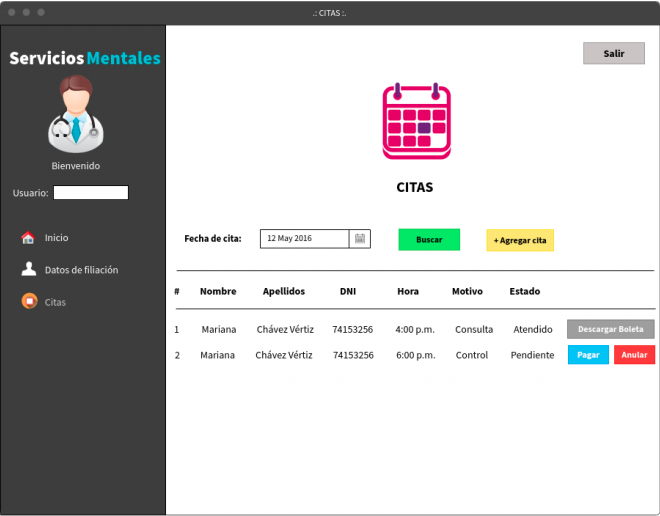 .: CITAS :.
Servicios Mentales
Bienvenido
Usuario:
Inicio
Datos de filiación
Citas
Salir
CITAS
Fecha de cita: 12 May 2016 Buscar + Agregar cita
# Nombre Apellidos DNI Hora Motivo Estado
1 Mariana Chávez Vértiz 74153256 4:00 p.m. Consulta Atendido Descargar Boleta
2 Mariana Chávez Vértiz 74153256 6:00 p.m. Control Pendiente Pagar Anular